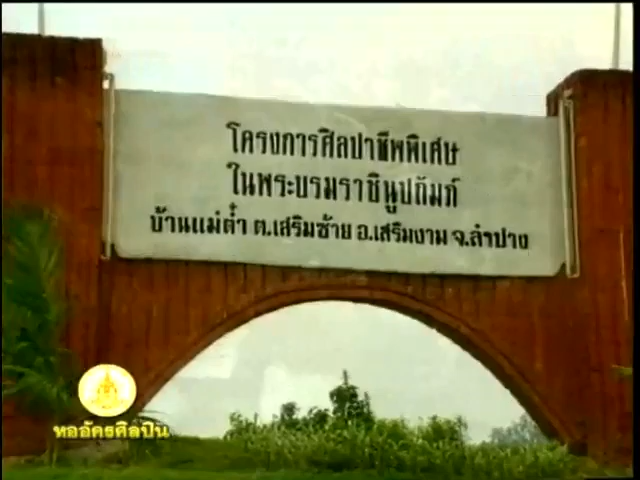 โครงการศิลปาชีพพิเศษ
ในพระบรมราชินูปถัมภ์
บ้านแม่ต๋ำ ต.เสริมซ้าย อ.เสริมงาม จ.ลำปาง
หออัครศิลปิน